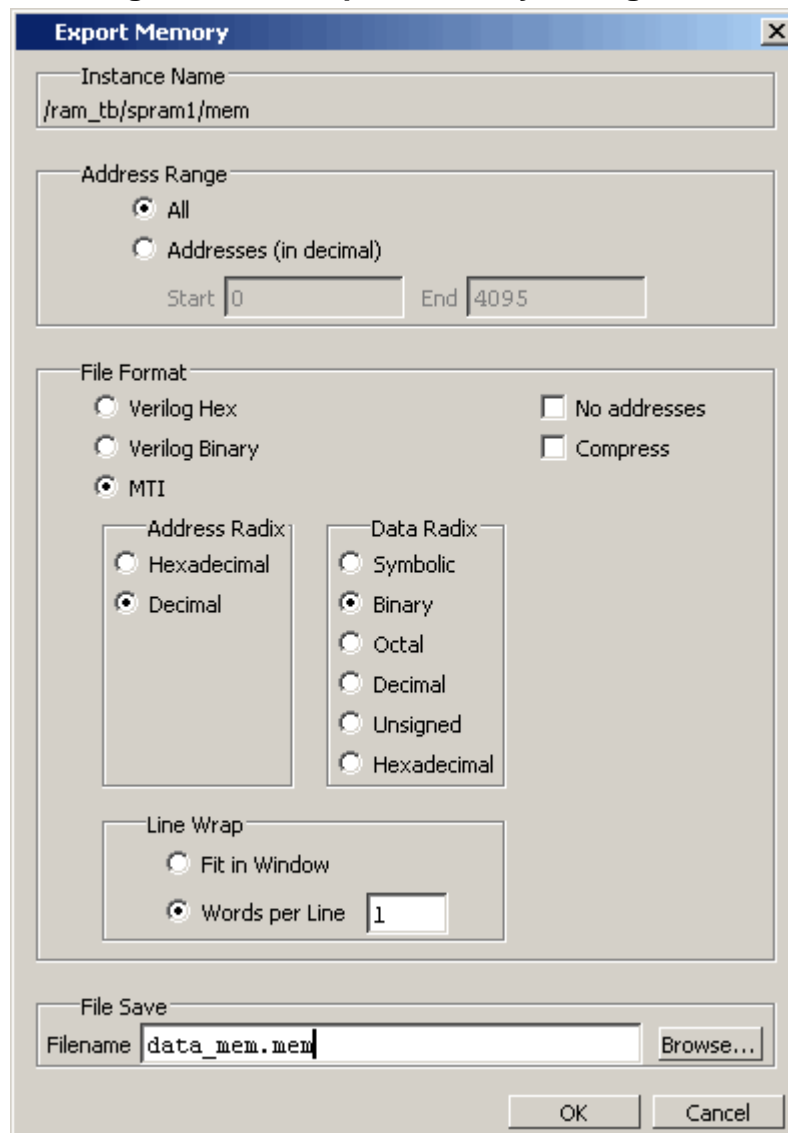 Export Memory
Instance Name
/ram_tb/spram1/mem
Address Range
All
Addresses (in decimal)
Start 0 End 4095
File Format
Verilog Hex No addresses
Verilog Binary Compress
MTI
Address Radix Data Radix
Hexadecimal Symbolic
Decimal Binary
Octal
Decimal
Unsigned
Hexadecimal
Line Wrap
Fit in Window
Words per Line 1
File Save
Filename data_mem.mem Browse...
OK Cancel